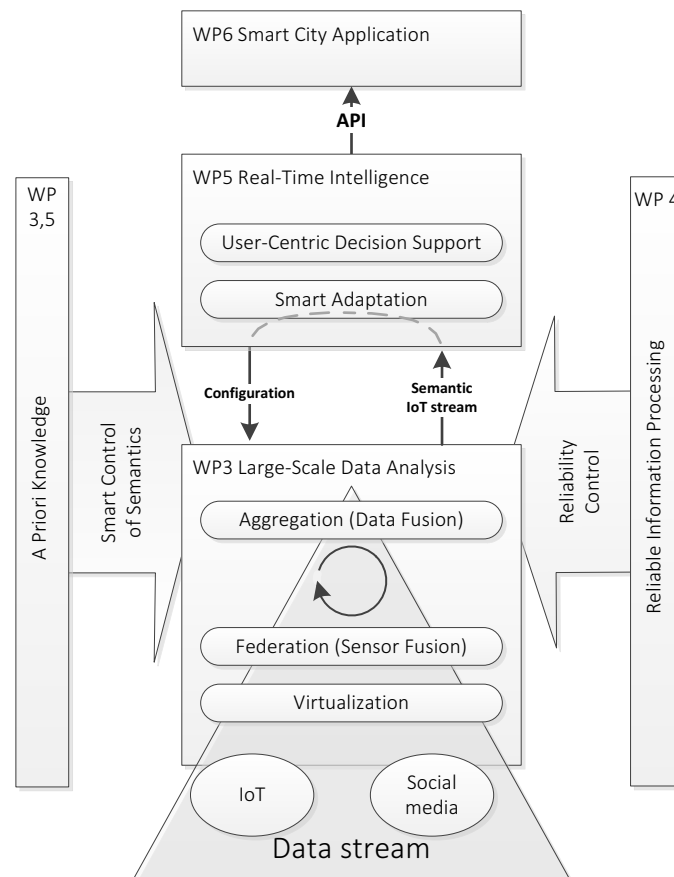 WP6 Smart City Application
API
WP5 Real-Time Intelligence
User-Centric Decision Support
Smart Adaptation
WP
3,5
A Priori Knowledge
Smart Control
of Semantics
Configuration
Semantic
IoT stream
WP 4
Reliable Information Processing
Reliability
Control
WP3 Large-Scale Data Analysis
Aggregation (Data Fusion)
Federation (Sensor Fusion)
Virtualization
IoT
Social
media
Data stream